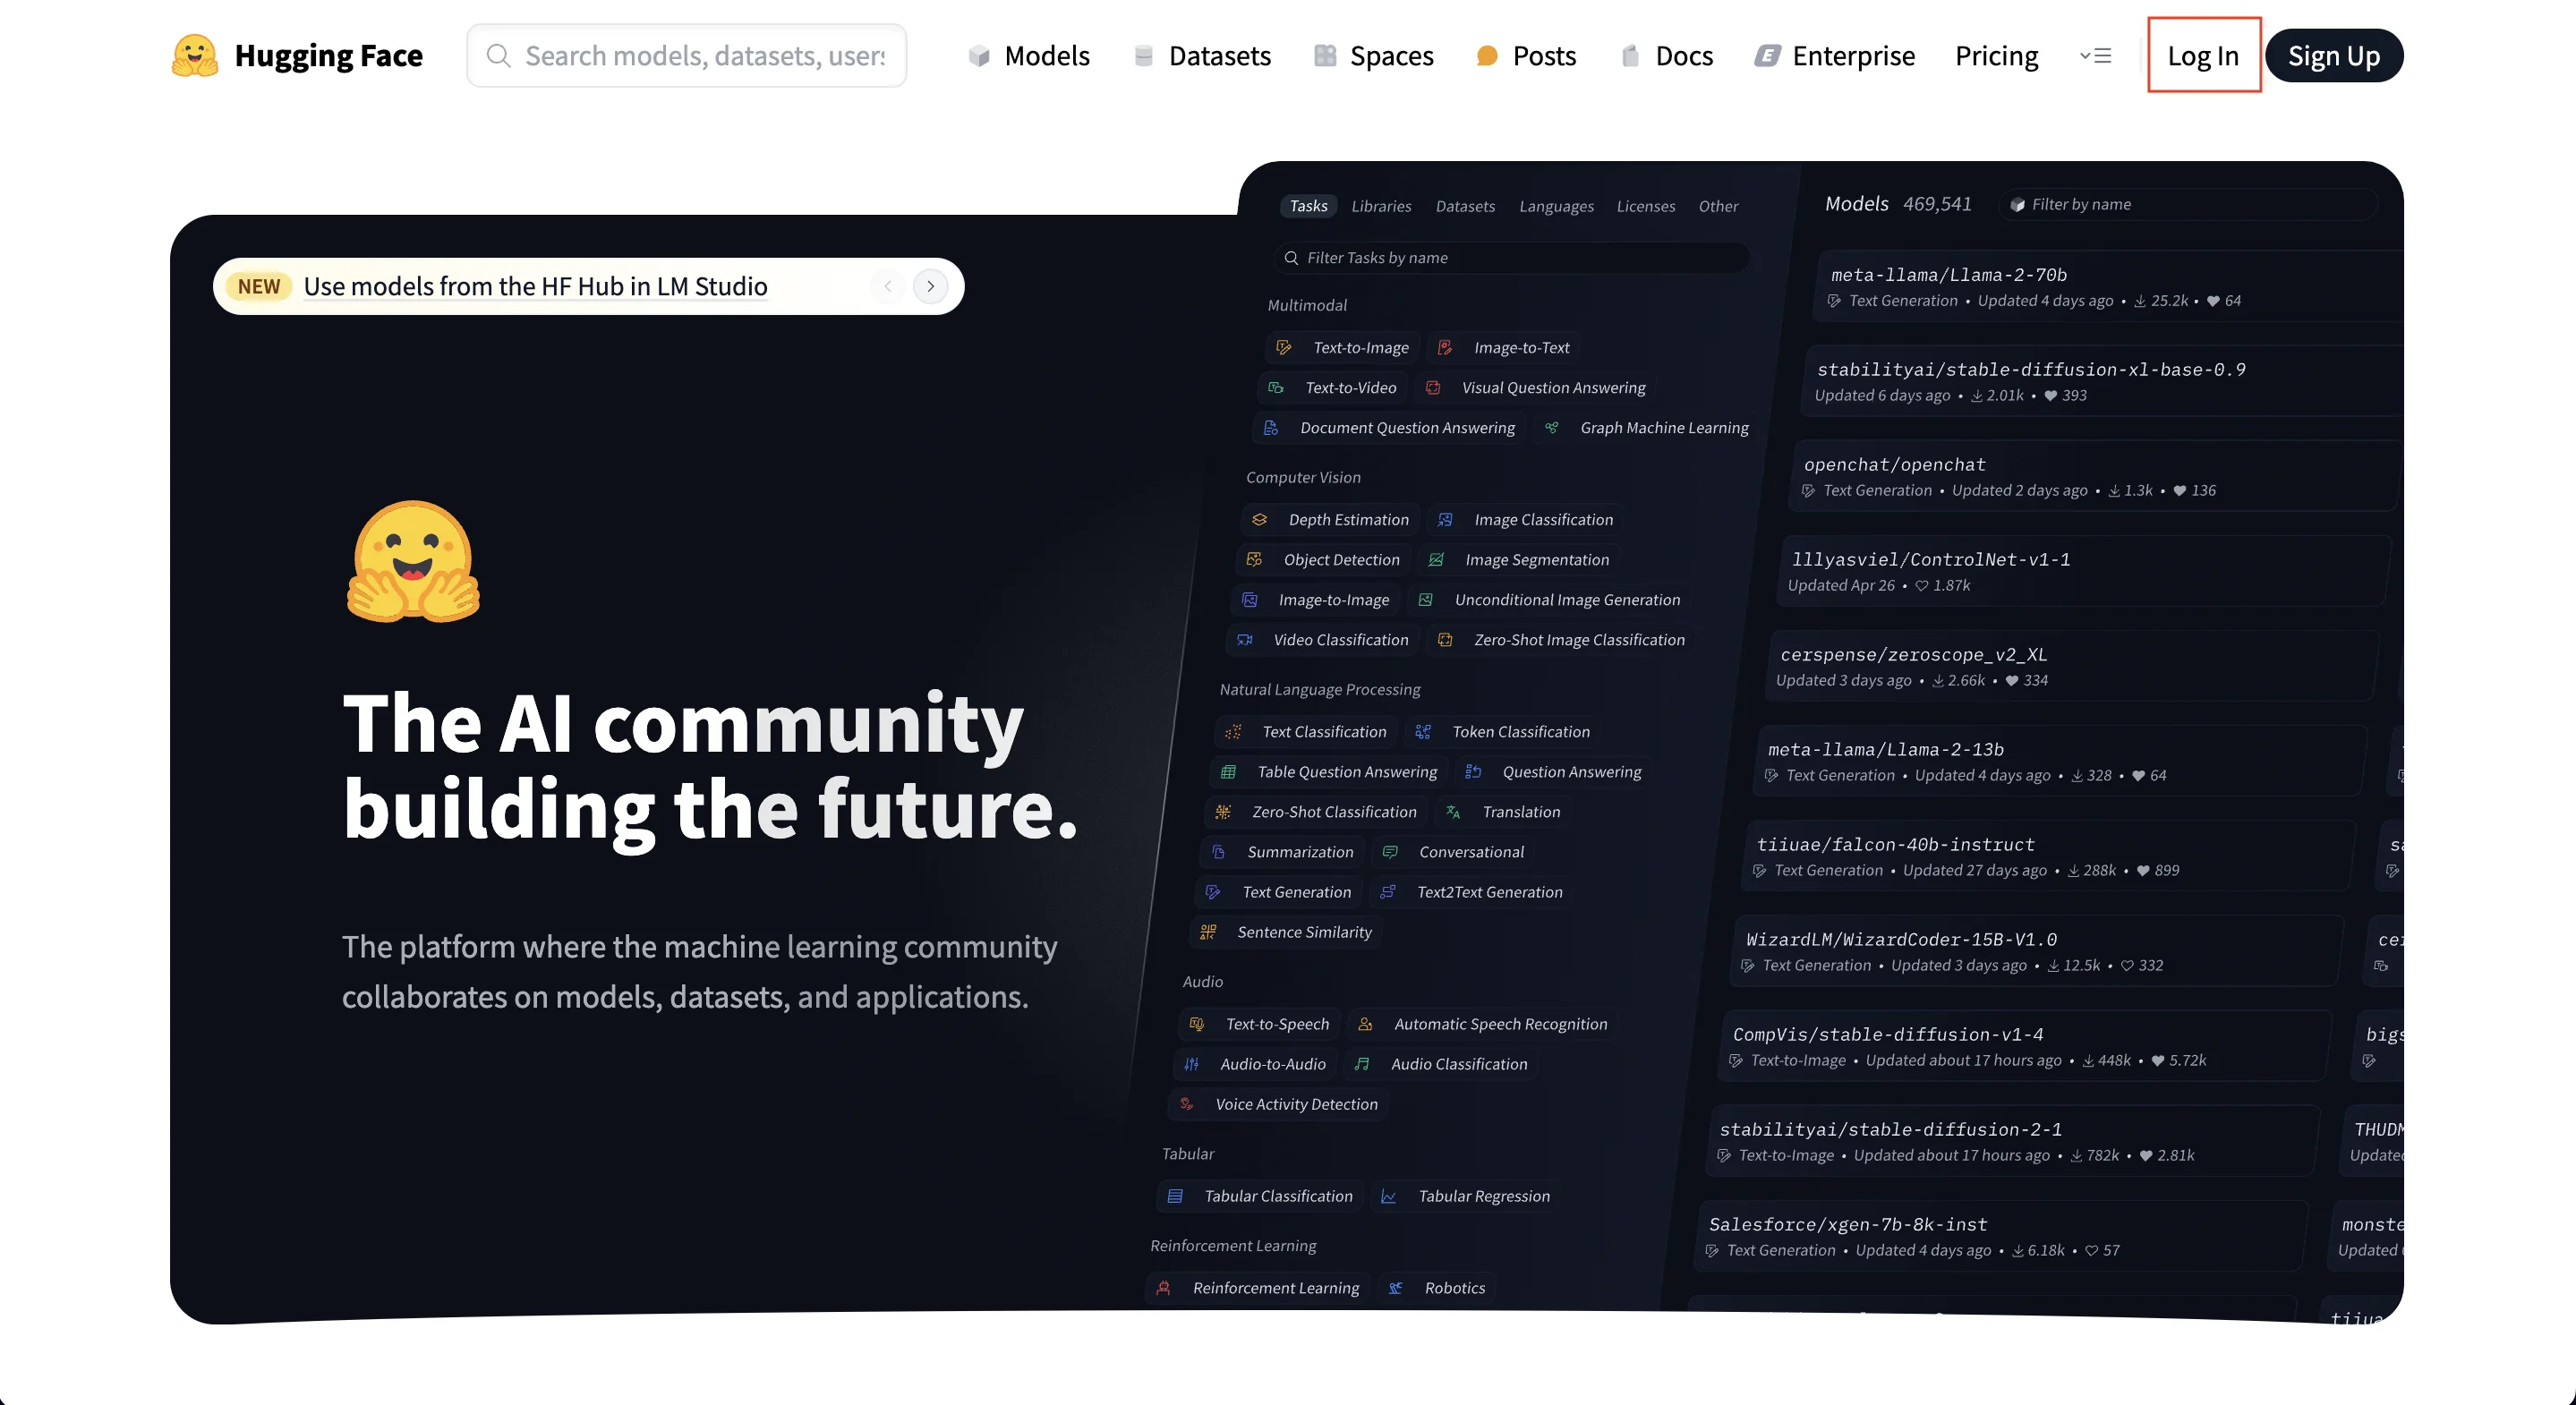 Hugging Face
Search models, datasets, users
Models
Datasets
Spaces
Posts
Docs
Enterprise
Pricing
Log In
Sign Up
NEW Use models from the HF Hub in LM Studio
The AI community
building the future.
The platform where the machine learning community
collaborates on models, datasets, and applications.
Tasks Libraries Datasets Languages Licenses Other
Filter Tasks by name
Multimodal
Text-to-Image Image-to-Text
Text-to-Video Visual Question Answering
Document Question Answering Graph Machine Learning
Computer Vision
Depth Estimation Image Classification
Object Detection Image Segmentation
Image-to-Image Unconditional Image Generation
Video Classification Zero-Shot Image Classification
Natural Language Processing
Text Classification Token Classification
Table Question Answering Question Answering
Zero-Shot Classification Translation
Summarization Conversational
Text Generation Text2Text Generation
Sentence Similarity
Audio
Text-to-Speech Automatic Speech Recognition
Audio-to-Audio Audio Classification
Voice Activity Detection
Tabular
Tabular Classification Tabular Regression
Reinforcement Learning
Reinforcement Learning Robotics
Models 469,541 Filter by name
meta-llama/Llama-2-70b
Text Generation • Updated 4 days ago • 25.2k • 64
stabilityai/stable-diffusion-xl-base-0.9
Updated 6 days ago • 2.01k • 393
openchat/openchat
Text Generation • Updated 2 days ago • 1.3k • 136
lllyasviel/ControlNet-v1-1
Updated Apr 26 • 1.87k
cerspense/zeroscope_v2_XL
Updated 3 days ago • 2.66k • 334
meta-llama/Llama-2-13b
Text Generation • Updated 4 days ago • 328 • 64
tiiuae/falcon-40b-instruct
Text Generation • Updated 27 days ago • 288k • 899
WizardLM/WizardCoder-15B-V1.0
Text Generation • Updated 3 days ago • 12.5k • 332
CompVis/stable-diffusion-v1-4
Text-to-Image • Updated about 17 hours ago • 448k • 5.72k
stabilityai/stable-diffusion-2-1
Text-to-Image • Updated about 17 hours ago • 782k • 2.81k
Salesforce/xgen-7b-8k-inst
Text Generation • Updated 4 days ago • 6.18k • 57
THUDM
Updated
monste
Updated
tiiua